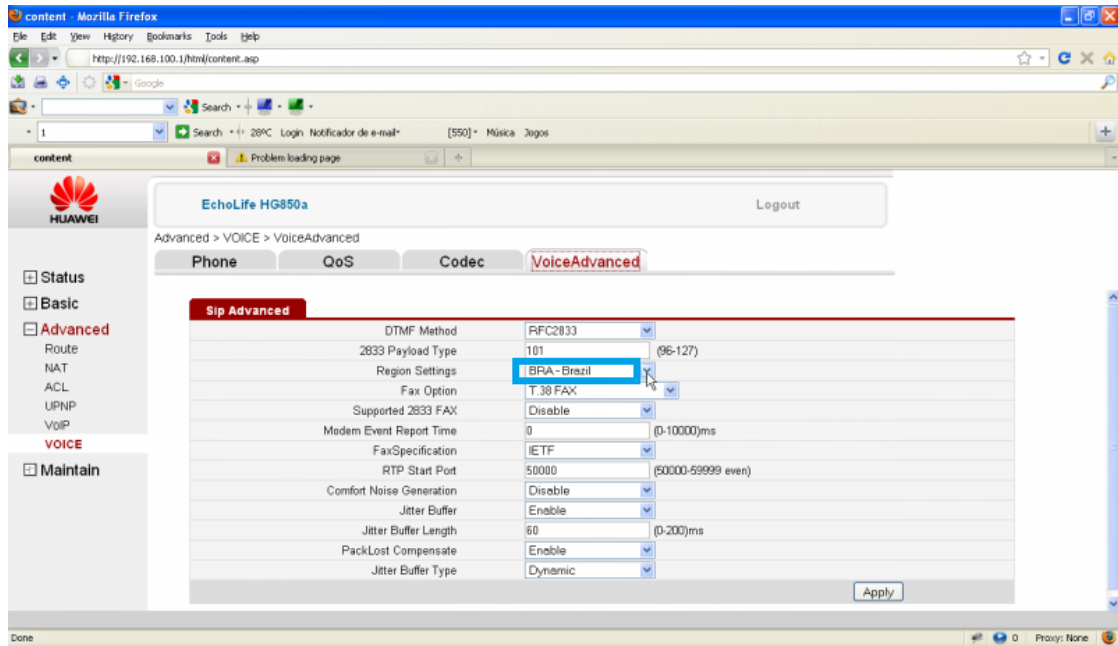 content - Mozilla Firefox
File Edit View History Bookmarks Tools Help
http://192.168.100.1/html/content.asp
Google
Search
1 Search 28ºC Login Notificador de e-mail [550] Música Jogos
content Problem loading page
HUAWEI
EchoLife HG850a Logout
Advanced > VOICE > VoiceAdvanced
Phone QoS Codec VoiceAdvanced
Status
Basic
Advanced
Route
NAT
ACL
UPNP
VoIP
VOICE
Maintain
Sip Advanced
DTMF Method RFC2833
2833 Payload Type 101 (96-127)
Region Settings BRA - Brazil
Fax Option T.38 FAX
Supported 2833 FAX Disable
Modem Event Report Time 0 (0-10000)ms
FaxSpecification IETF
RTP Start Port 50000 (50000-59999 even)
Comfort Noise Generation Disable
Jitter Buffer Enable
Jitter Buffer Length 60 (0-200)ms
PackLost Compensate Enable
Jitter Buffer Type Dynamic
Apply
Done 0 Proxy: None